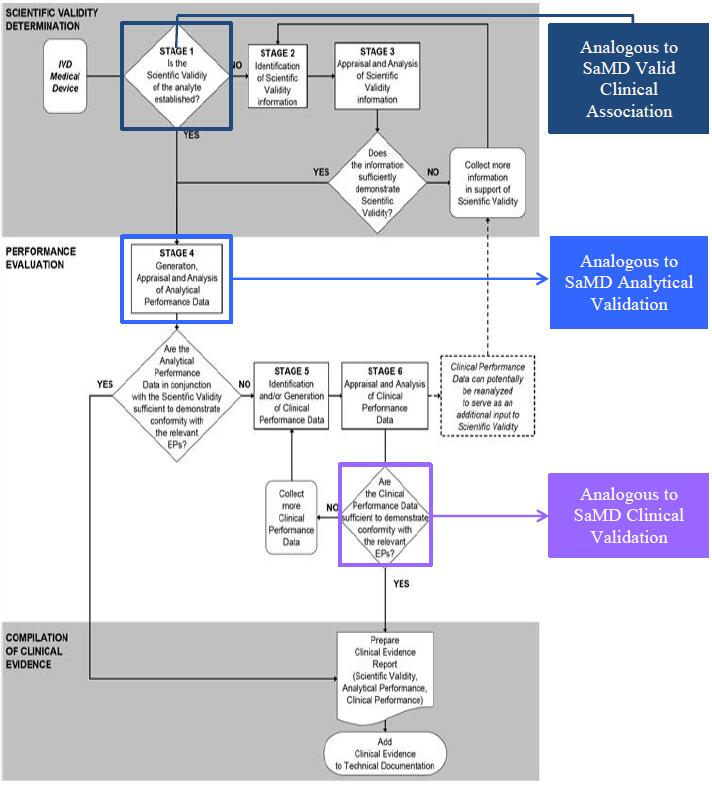 SCIENTIFIC VALIDITY
DETERMINATION
IVD
Medical
Device
STAGE 1
Is the
Scientific Validity
of the analyte
established?
NO
YES
STAGE 2
Identification
of Scientific
Validity
information
STAGE 3
Appraisal and Analysis
of Scientific
Validity
information
Analogous to
SaMD Valid
Clinical
Association
Does
the information
sufficiently
demonstrate
Scientific
Validity?
YES
NO
Collect more
information
in support of
Scientific Validity
PERFORMANCE
EVALUATION
STAGE 4
Generation,
Appraisal and Analysis
of Analytical
Performance Data
Analogous to
SaMD Analytical
Validation
Are the
Analytical
Performance
Data in conjunction
with the Scientific Validity
sufficient to demonstrate
conformity with
the relevant
EPs?
YES
NO
STAGE 5
Identification
and/or Generation
of Clinical
Performance Data
STAGE 6
Appraisal and Analysis
of Clinical
Performance
Data
Clinical Performance
Data can potentially
be reanalyzed
to serve as an
additional input to
Scientific Validity
Collect
more
Clinical
Performance
Data
NO
Are
the Clinical
Performance Data
sufficient to demonstrate
conformity with
the relevant
EPs?
YES
Analogous to
SaMD Clinical
Validation
COMPILATION
OF CLINICAL
EVIDENCE
Prepare
Clinical Evidence
Report
(Scientific Validity,
Analytical Performance,
Clinical Performance)
Add
Clinical Evidence
to Technical Documentation